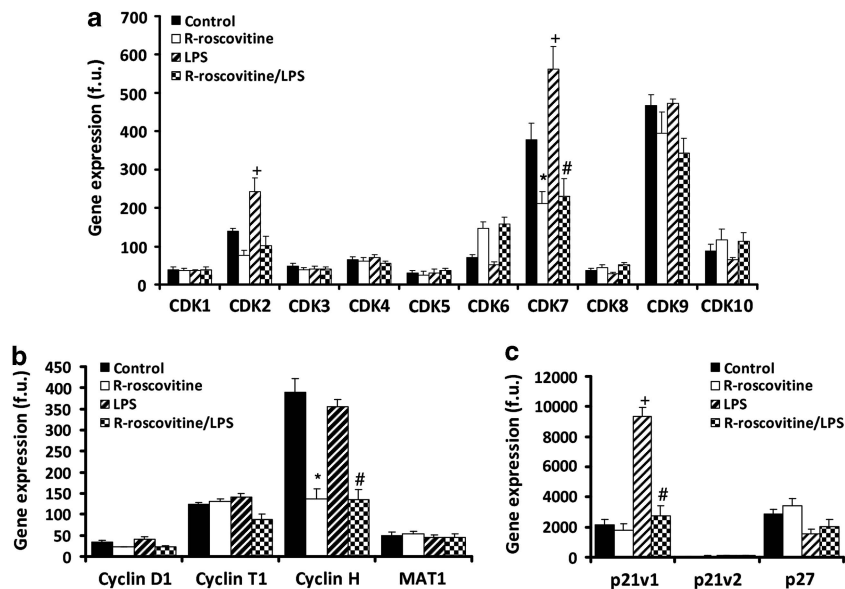 a
Gene expression (f.u.)
700
600
500
400
300
200
100
0
Control
R-roscovitine
LPS
R-roscovitine/LPS
+
+
*
#
CDK1 CDK2 CDK3 CDK4 CDK5 CDK6 CDK7 CDK8 CDK9 CDK10
b
Gene expression (f.u.)
450
400
350
300
250
200
150
100
50
0
Control
R-roscovitine
LPS
R-roscovitine/LPS
*
#
Cyclin D1 Cyclin T1 Cyclin H MAT1
c
Gene expression (f.u.)
12000
10000
8000
6000
4000
2000
0
Control
R-roscovitine
LPS
R-roscovitine/LPS
+
#
p21v1 p21v2 p27